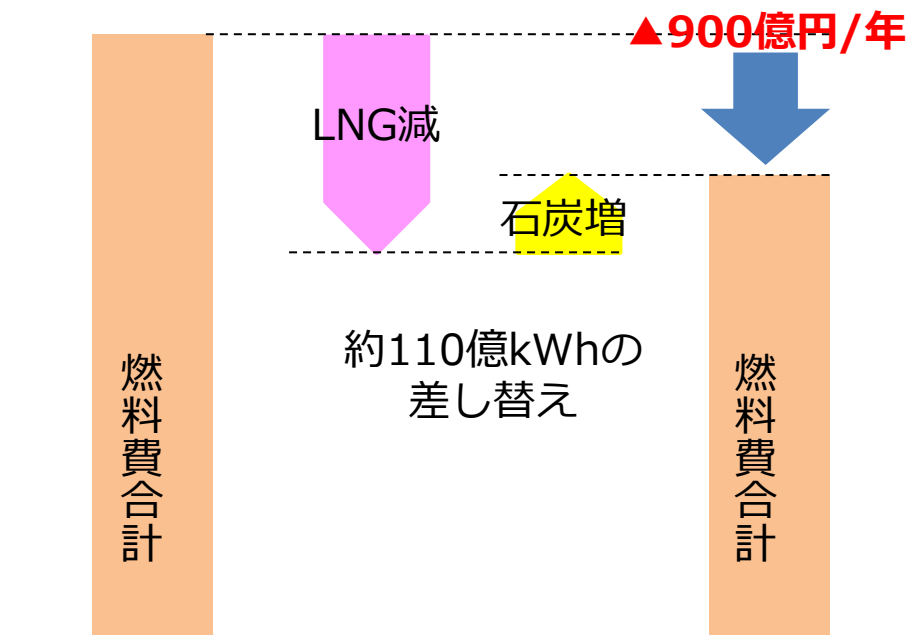 ▲900億円/年
LNG減
石炭増
約110億kWhの
差し替え
燃料費合計
燃料費合計